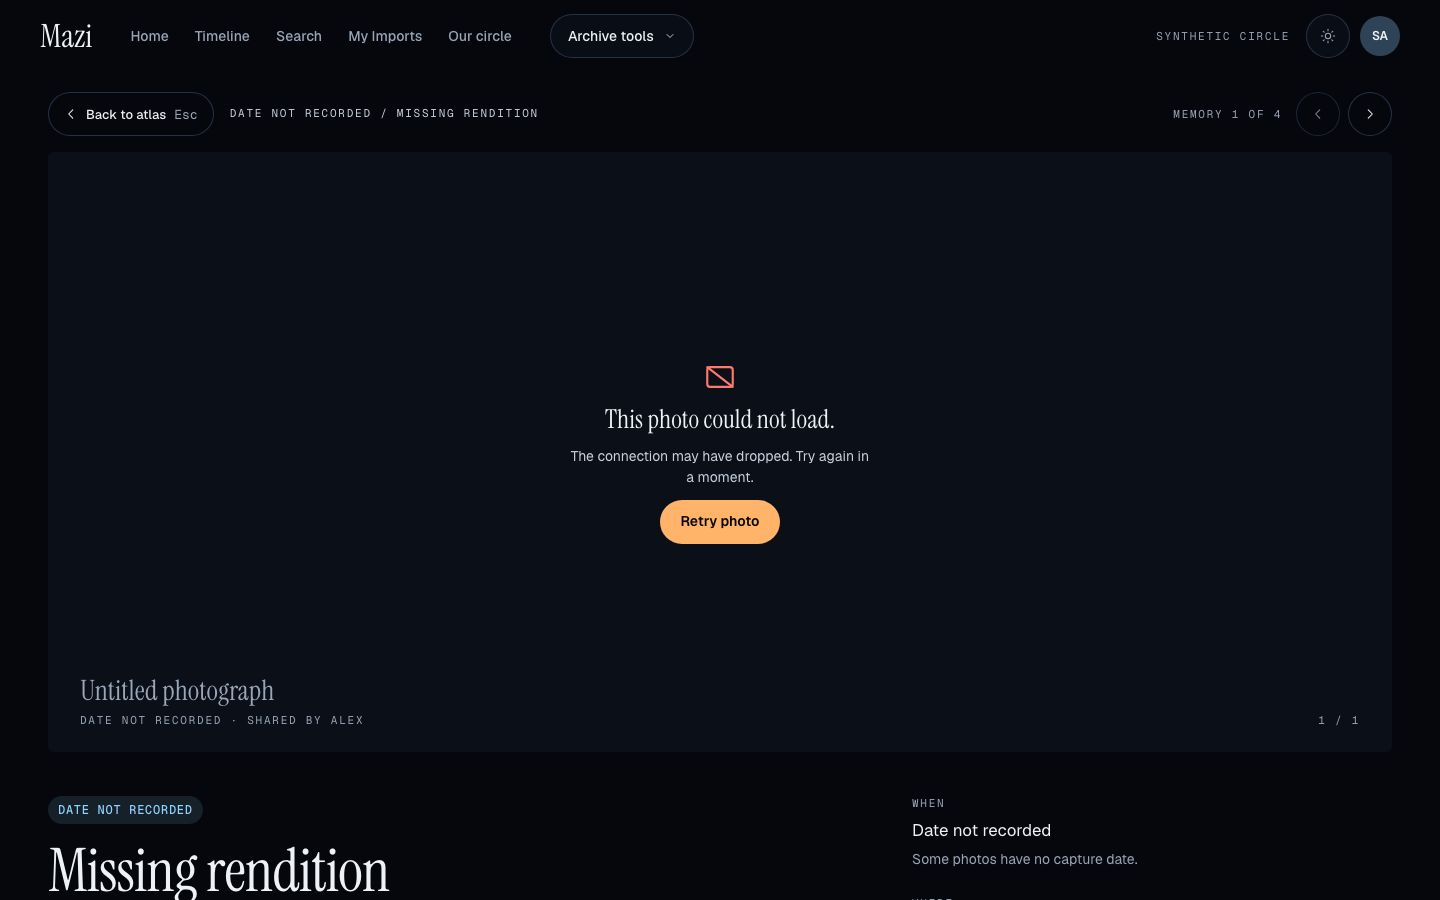 Mazi
Home
Timeline
Search
My Imports
Our circle
Archive tools
SYNTHETIC CIRCLE
SA
Back to atlas Esc
DATE NOT RECORDED / MISSING RENDITION
MEMORY 1 OF 4
This photo could not load.
The connection may have dropped. Try again in
a moment.
Retry photo
Untitled photograph
DATE NOT RECORDED · SHARED BY ALEX
1 / 1
DATE NOT RECORDED
Missing rendition
WHEN
Date not recorded
Some photos have no capture date.